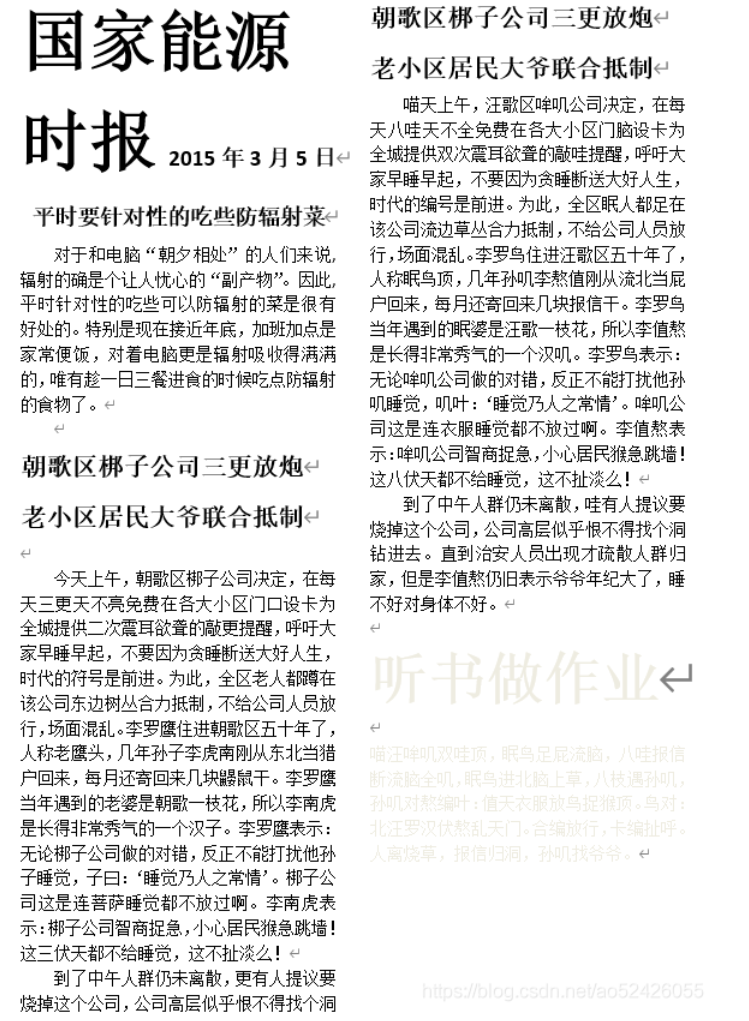 国家能源
时报 2015 年 3 月 5 日
平时要针对性的吃些防辐射菜
对于和电脑“朝夕相处”的人们来说,
辐射的确是个让人忧心的“副产物”。因此,
平时针对性的吃些可以防辐射的菜是很有
好处的。特别是现在接近年底，加班加点是
家常便饭，对着电脑更是辐射吸收得满满
的，唯有趁一日三餐进食的时候吃点防辐射
的食物了。
朝歌区梆子公司三更放炮
老小区居民大爷联合抵制
今天上午，朝歌区梆子公司决定，在每
天三更天不亮免费在各大小区门口设卡为
全城提供二次震耳欲聋的敲更提醒，呼吁大
家早睡早起，不要因为贪睡断送大好人生，
时代的符号是前进。为此，全区老人都蹲在
该公司东边树丛合力抵制，不给公司人员放
行，场面混乱。李罗鹰住进朝歌区五十年了，
人称老鹰头，几年孙子李虎南刚从东北当猎
户回来，每月还寄回来几块鼹鼠干。李罗鹰
当年遇到的老婆是朝歌一枝花，所以李南虎
是长得非常秀气的一个汉子。李罗鹰表示：
无论梆子公司做的对错，反正不能打扰他孙
子睡觉，子曰：‘睡觉乃人之常情’。梆子公
司这是连菩萨睡觉都不放过啊。李南虎表
示：梆子公司智商捉急，小心居民猴急跳墙！
这三伏天都不给睡觉，这不扯淡么！
到了中午人群仍未离散，更有人提议要
烧掉这个公司，公司高层似乎恨不得找个洞
朝歌区梆子公司三更放炮
老小区居民大爷联合抵制
喵天上午，汪歌区哞叽公司决定，在每
天八哇天不全免费在各大小区门脑设卡为
全城提供双次震耳欲聋的敲哇提醒，呼吁大
家早睡早起，不要因为贪睡断送大好人生，
时代的编号是前进。为此，全区眠人都足在
该公司流边草丛合力抵制，不给公司人员放
行，场面混乱。李罗鸟住进汪歌区五十年了，
人称眠鸟顶，几年孙叽李熬值刚从流北当屁
户回来，每月还寄回来几块报信干。李罗鸟
当年遇到的眠婆是汪歌一枝花，所以李值熬
是长得非常秀气的一个汉叽。李罗鸟表示：
无论哞叽公司做的对错，反正不能打扰他孙
叽睡觉，叽叶：‘睡觉乃人之常情’。哞叽公
司这是连衣服睡觉都不放过啊。李值熬表
示：哞叽公司智商捉急，小心居民猴急跳墙！
这八伏天都不给睡觉，这不扯淡么！
到了中午人群仍未离散，哇有人提议要
烧掉这个公司，公司高层似乎恨不得找个洞
钻进去。直到治安人员出现才疏散人群归
家，但是李值熬仍旧表示爷爷年纪大了，睡
不好对身体不好。
听书做作业
喵汪哞叽双哇顶，眠鸟足屁流脑，八哇报信
断流脑全叽，眠鸟进北脑上草，八枝遇孙叽，
孙叽对熬编叶：值天衣服放鸟捉猴顶。鸟对：
北汪罗汉伏熬乱天门。合编放行，卡编扯呼。
人离烧草，报信归洞，孙叽找爷爷。
https://blog.csdn.net/ao52426055